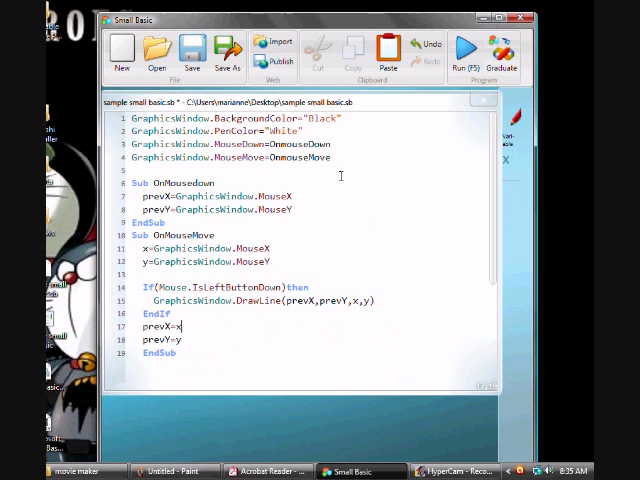 Small Basic
New
Open
Save
Save As
Import
Publish
Cut
Copy
Paste
Undo
Redo
Run (F5)
Graduate
File
Web
Clipboard
Program
sample small basic.sb * - C:\Users\marianne\Desktop\sample small basic.sb
1 GraphicsWindow.BackgroundColor="Black"
2 GraphicsWindow.PenColor="White"
3 GraphicsWindow.MouseDown=OnmouseDown
4 GraphicsWindow.MouseMove=OnmouseMove
5
6 Sub OnMousedown
7 prevX=GraphicsWindow.MouseX
8 prevY=GraphicsWindow.MouseY
9 EndSub
10 Sub OnMouseMove
11 x=GraphicsWindow.MouseX
12 y=GraphicsWindow.MouseY
13
14 If(Mouse.IsLeftButtonDown)then
15 GraphicsWindow.DrawLine(prevX,prevY,x,y)
16 EndIf
17 prevX=x
18 prevY=y
19 EndSub
Vari-
able
X
movie maker
Untitled - Paint
Acrobat Reader - ...
Small Basic
HyperCam - Reco...
8:35 AM